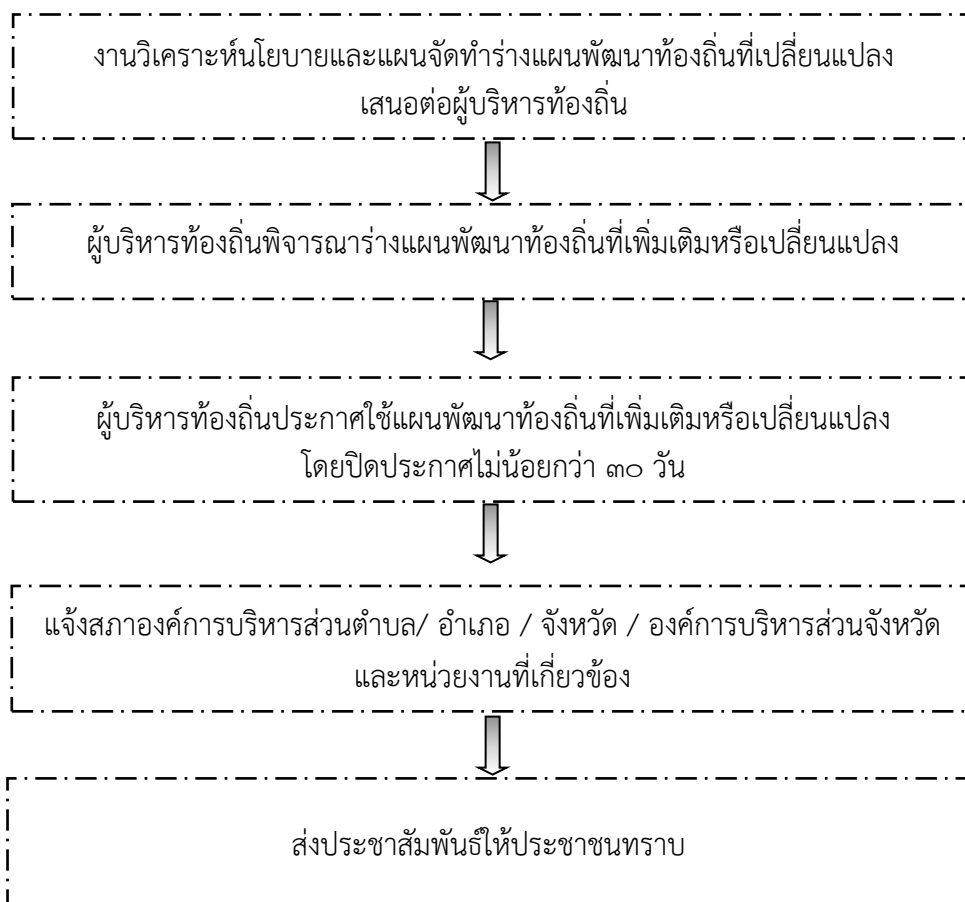 งานวิเคราะห์นโยบายและแผนจัดทำร่างแผนพัฒนาท้องถิ่นที่เปลี่ยนแปลง
เสนอต่อผู้บริหารท้องถิ่น
ผู้บริหารท้องถิ่นพิจารณาร่างแผนพัฒนาท้องถิ่นที่เพิ่มเติมหรือเปลี่ยนแปลง
ผู้บริหารท้องถิ่นประกาศใช้แผนพัฒนาท้องถิ่นที่เพิ่มเติมหรือเปลี่ยนแปลง
โดยปิดประกาศไม่น้อยกว่า ๓๐ วัน
แจ้งสภาองค์การบริหารส่วนตำบล/ อำเภอ / จังหวัด / องค์การบริหารส่วนจังหวัด
และหน่วยงานที่เกี่ยวข้อง
ส่งประชาสัมพันธ์ให้ประชาชนทราบ